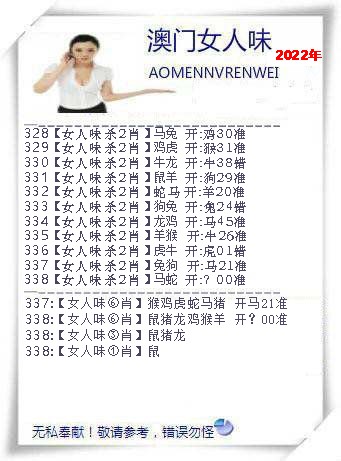 澳门女人味
2022年
AOMENNVRENWEI
328【女人味杀2肖】马兔 开:鸡30准
329【女人味杀2肖】鸡虎 开:猴31准
330【女人味杀2肖】牛龙 开:牛38错
331【女人味杀2肖】鼠羊 开:狗29准
332【女人味杀2肖】蛇马 开:羊20准
333【女人味杀2肖】狗兔 开:兔24错
334【女人味杀2肖】龙鸡 开:马45准
335【女人味杀2肖】羊猴 开:牛26准
336【女人味杀2肖】虎牛 开:虎01错
337【女人味杀2肖】兔狗 开:马21准
338【女人味杀2肖】马蛇 开:？00准
337:【女人味⑥肖】猴鸡虎蛇马猪 开马21准
338:【女人味⑥肖】鼠猪龙鸡猴羊 开？00准
338:【女人味③肖】鼠猪龙
338:【女人味①肖】鼠
无私奉献！敬请参考，错误勿怪